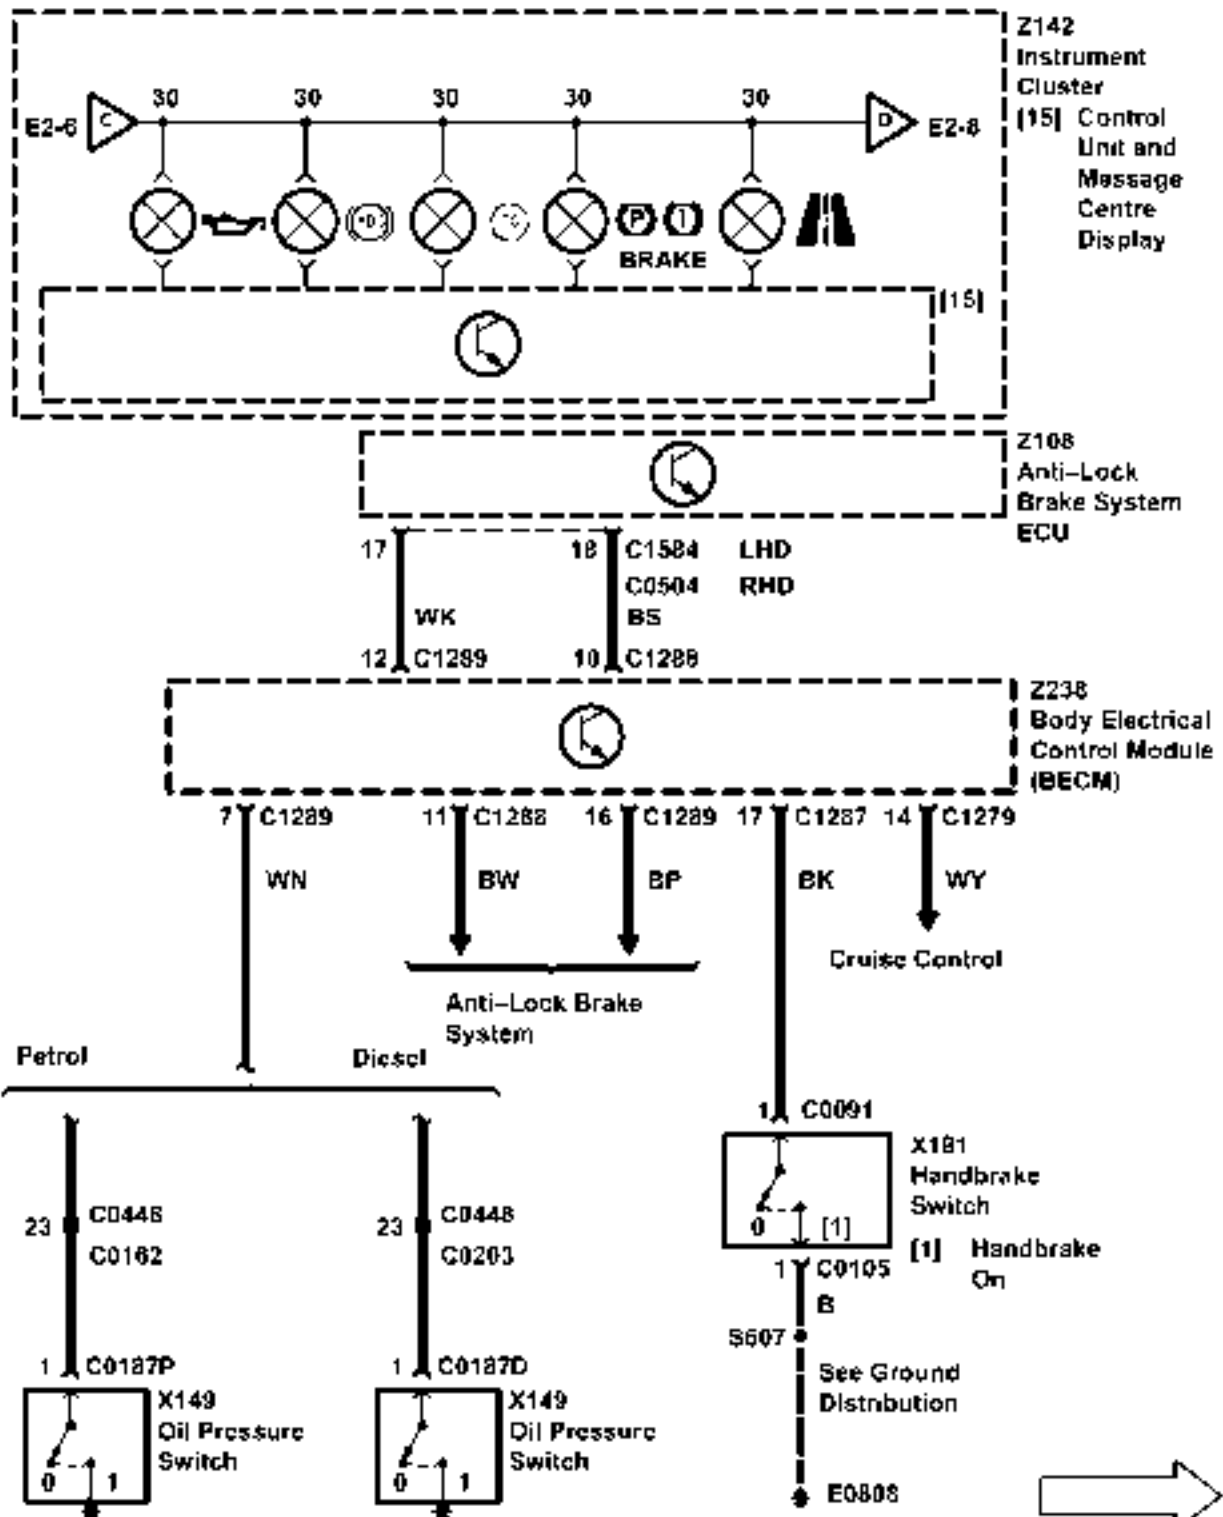 Z142
Instrument
Cluster
[15] Control
Unit and
Message
Centre
Display
30 30 30 30 30
E2-6 C D E2-8
P
BRAKE
[15]
Z108
Anti-Lock
Brake System
ECU
17 18 C1584 LHD
C0504 RHD
WK BS
12 C1289 10 C1288
Z238
Body Electrical
Control Module
(BECM)
7 C1289 11 C1288 16 C1289 17 C1287 14 C1279
WN BW BP BK WY
Cruise Control
Anti-Lock Brake
System
Petrol Diesel
1 C0091
X181
Handbrake
Switch
0 [1]
[1] Handbrake
On
23 C0448
C0162
23 C0448
C0203
1 C0105
B
S507
See Ground
Distribution
E0808
1 C0187P
X149
Oil Pressure
Switch
0 1
1 C0187D
X149
Oil Pressure
Switch
0 1